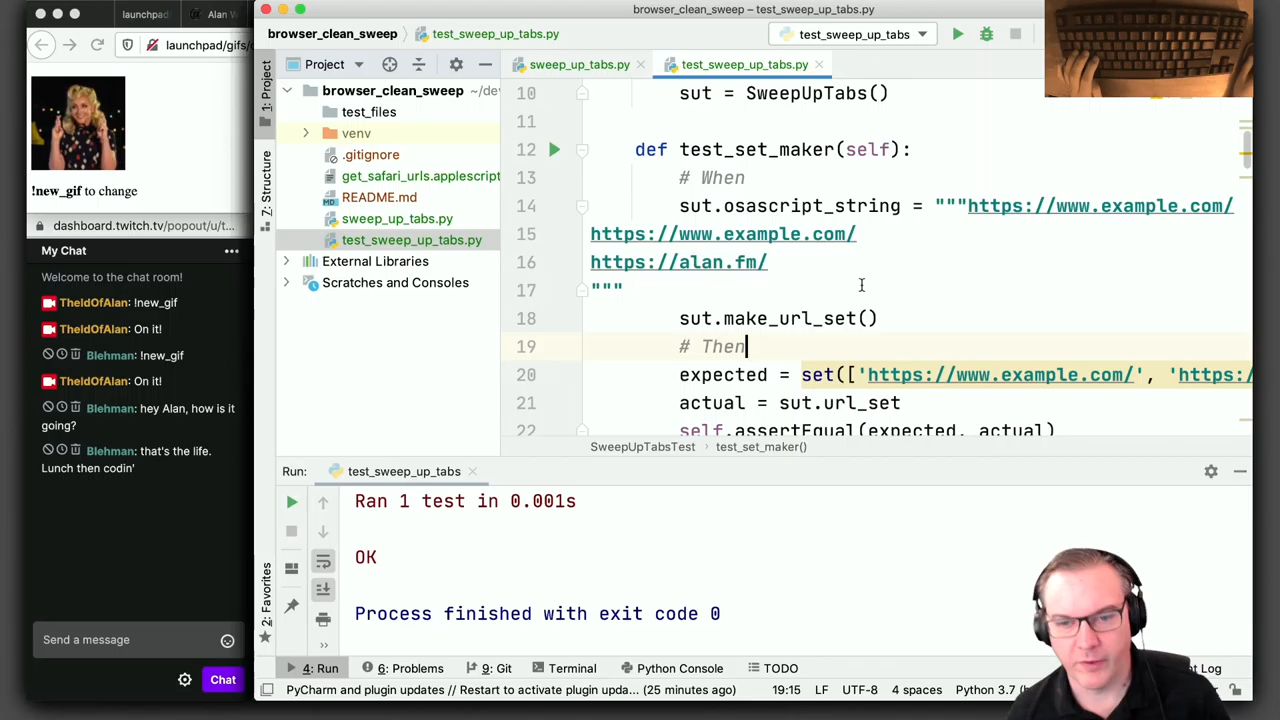 launchpad
Alan W
launchpad/gifs/
!new_gif to change
dashboard.twitch.tv/popout/u/t...
My Chat
Welcome to the chat room!
TheIdOfAlan: !new_gif
TheIdOfAlan: On it!
Blehman: !new_gif
TheIdOfAlan: On it!
Blehman: hey Alan, how is it
going?
Blehman: that's the life.
Lunch then codin'
Send a message
Chat
browser_clean_sweep – test_sweep_up_tabs.py
browser_clean_sweep
test_sweep_up_tabs.py
test_sweep_up_tabs
1: Project
7: Structure
2: Favorites
Project
browser_clean_sweep ~/dev
test_files
venv
.gitignore
get_safari_urls.applescript
README.md
sweep_up_tabs.py
test_sweep_up_tabs.py
External Libraries
Scratches and Consoles
sweep_up_tabs.py
test_sweep_up_tabs.py
10 sut = SweepUpTabs()
11
12 def test_set_maker(self):
13 # When
14 sut.osascript_string = """https://www.example.com/
15 https://www.example.com/
16 https://alan.fm/
17 """
18 sut.make_url_set()
19 # Then
20 expected = set(['https://www.example.com/', 'https:/
21 actual = sut.url_set
22 self.assertEqual(expected, actual)
SweepUpTabsTest test_set_maker()
Run: test_sweep_up_tabs
Ran 1 test in 0.001s
OK
Process finished with exit code 0
4: Run 6: Problems 9: Git Terminal Python Console TODO t Log
PyCharm and plugin updates // Restart to activate plugin upda... (25 minutes ago) 19:15 LF UTF-8 4 spaces Python 3.7